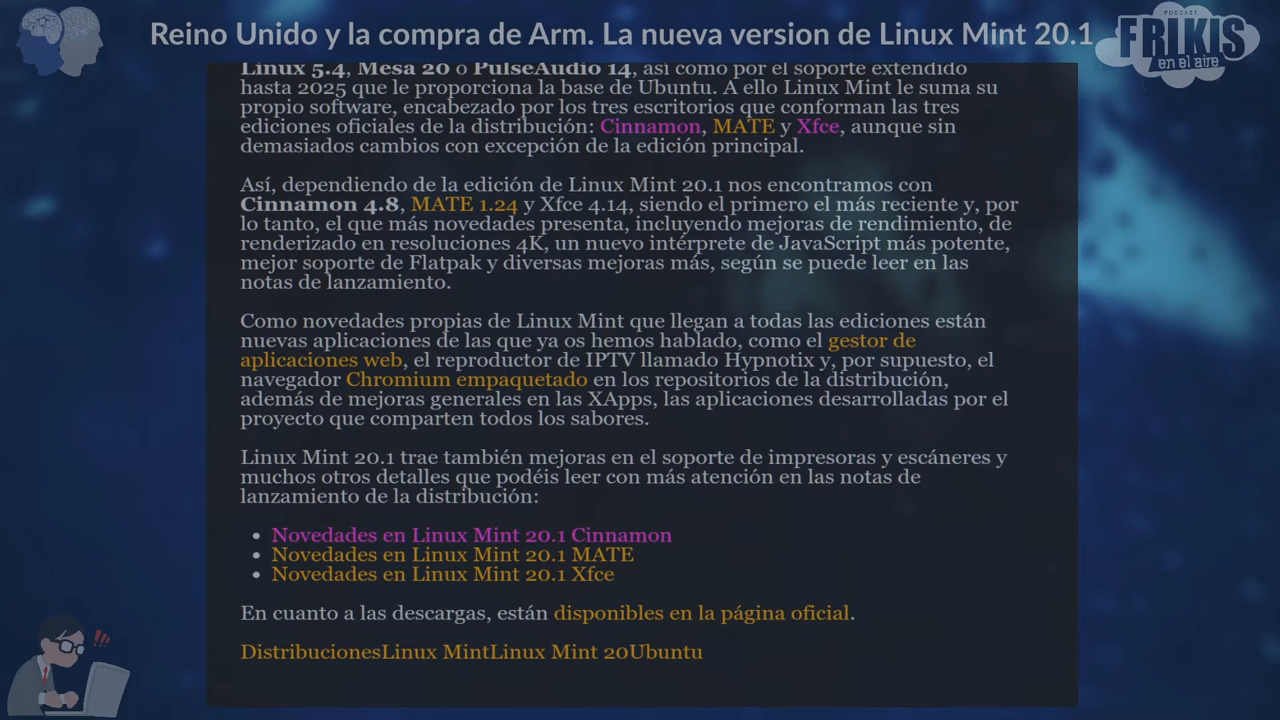 Reino Unido y la compra de Arm. La nueva version de Linux Mint 20.1
PODCAST
FRIKIS
en el aire
Linux 5.4, Mesa 20 o PulseAudio 14, así como por el soporte extendido
hasta 2025 que le proporciona la base de Ubuntu. A ello Linux Mint le suma su
propio software, encabezado por los tres escritorios que conforman las tres
ediciones oficiales de la distribución: Cinnamon, MATE y Xfce, aunque sin
demasiados cambios con excepción de la edición principal.
Así, dependiendo de la edición de Linux Mint 20.1 nos encontramos con
Cinnamon 4.8, MATE 1.24 y Xfce 4.14, siendo el primero el más reciente y, por
lo tanto, el que más novedades presenta, incluyendo mejoras de rendimiento, de
renderizado en resoluciones 4K, un nuevo intérprete de JavaScript más potente,
mejor soporte de Flatpak y diversas mejoras más, según se puede leer en las
notas de lanzamiento.
Como novedades propias de Linux Mint que llegan a todas las ediciones están
nuevas aplicaciones de las que ya os hemos hablado, como el gestor de
aplicaciones web, el reproductor de IPTV llamado Hypnotix y, por supuesto, el
navegador Chromium empaquetado en los repositorios de la distribución,
además de mejoras generales en las XApps, las aplicaciones desarrolladas por el
proyecto que comparten todos los sabores.
Linux Mint 20.1 trae también mejoras en el soporte de impresoras y escáneres y
muchos otros detalles que podéis leer con más atención en las notas de
lanzamiento de la distribución:
• Novedades en Linux Mint 20.1 Cinnamon
• Novedades en Linux Mint 20.1 MATE
• Novedades en Linux Mint 20.1 Xfce
En cuanto a las descargas, están disponibles en la página oficial.
DistribucionesLinux MintLinux Mint 20Ubuntu
!!!